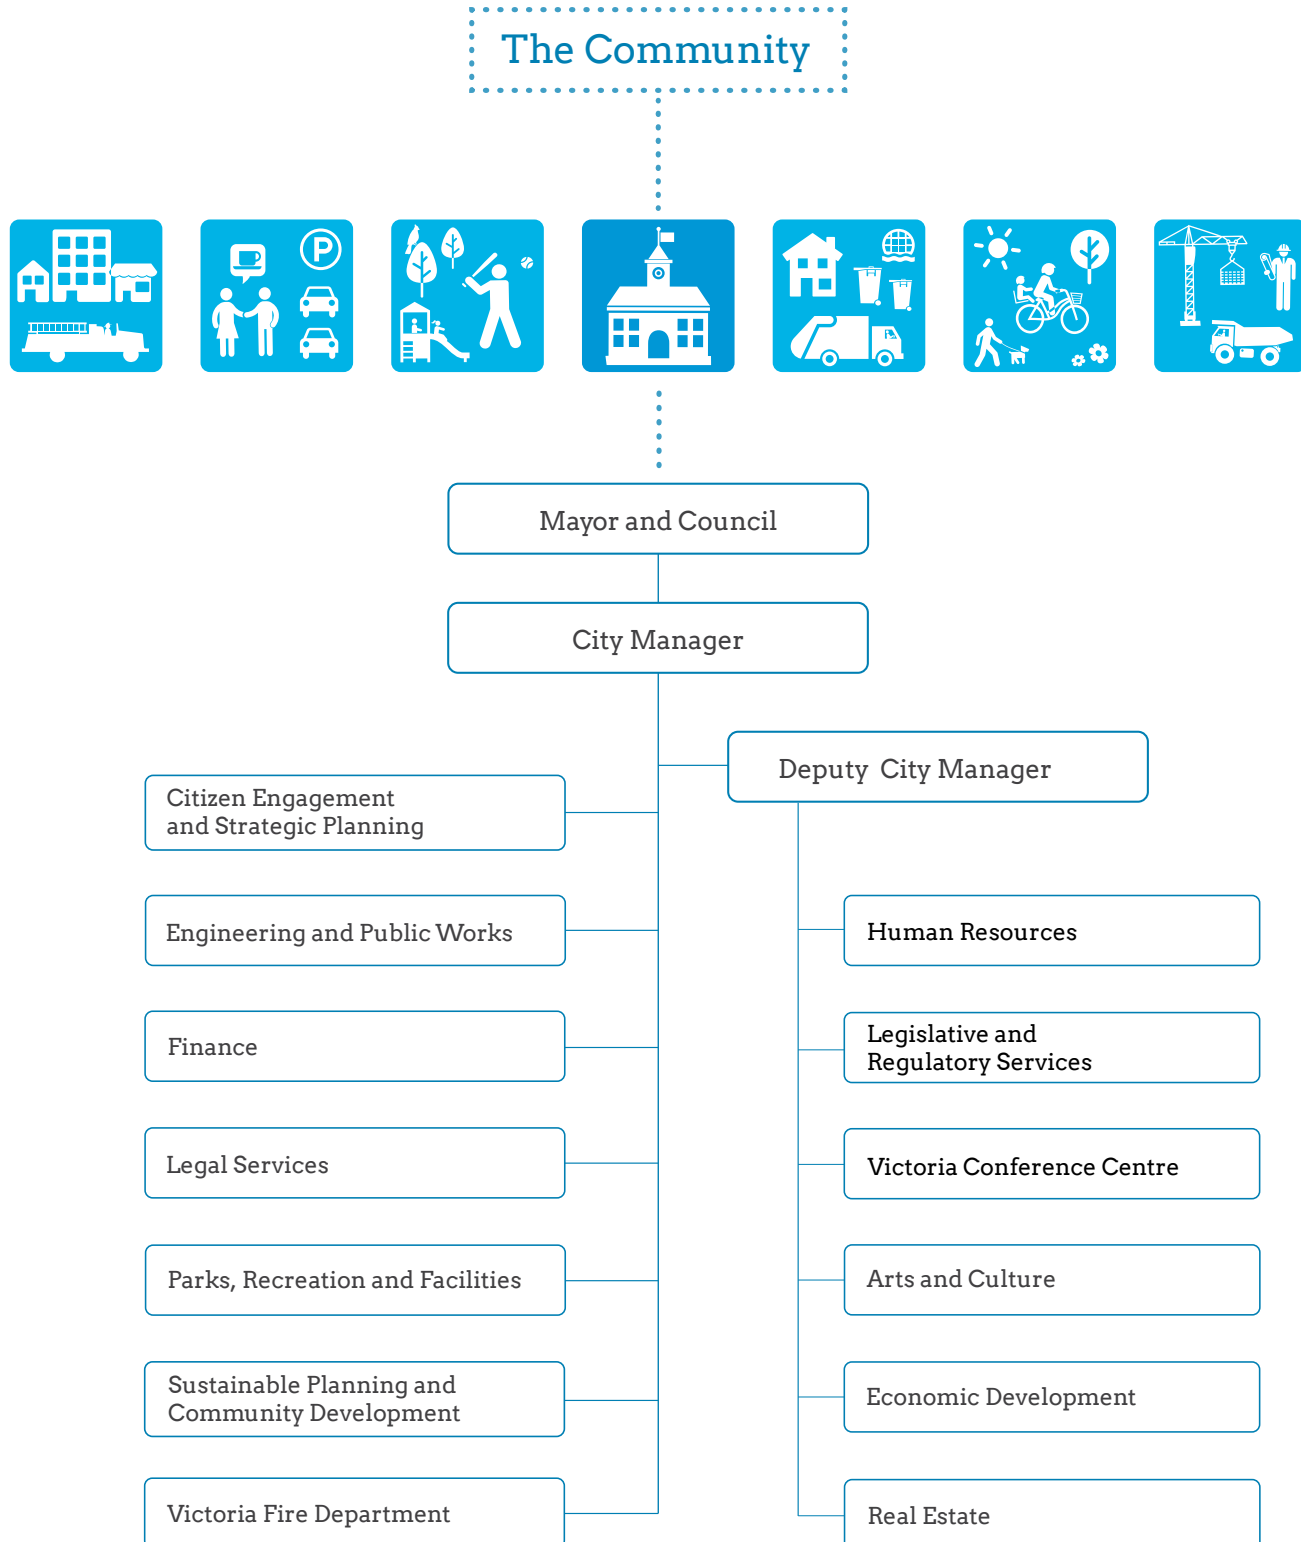 The Community
P
Mayor and Council
City Manager
Deputy City Manager
Citizen Engagement
and Strategic Planning
Engineering and Public Works
Finance
Legal Services
Parks, Recreation and Facilities
Sustainable Planning and
Community Development
Victoria Fire Department
Human Resources
Legislative and
Regulatory Services
Victoria Conference Centre
Arts and Culture
Economic Development
Real Estate